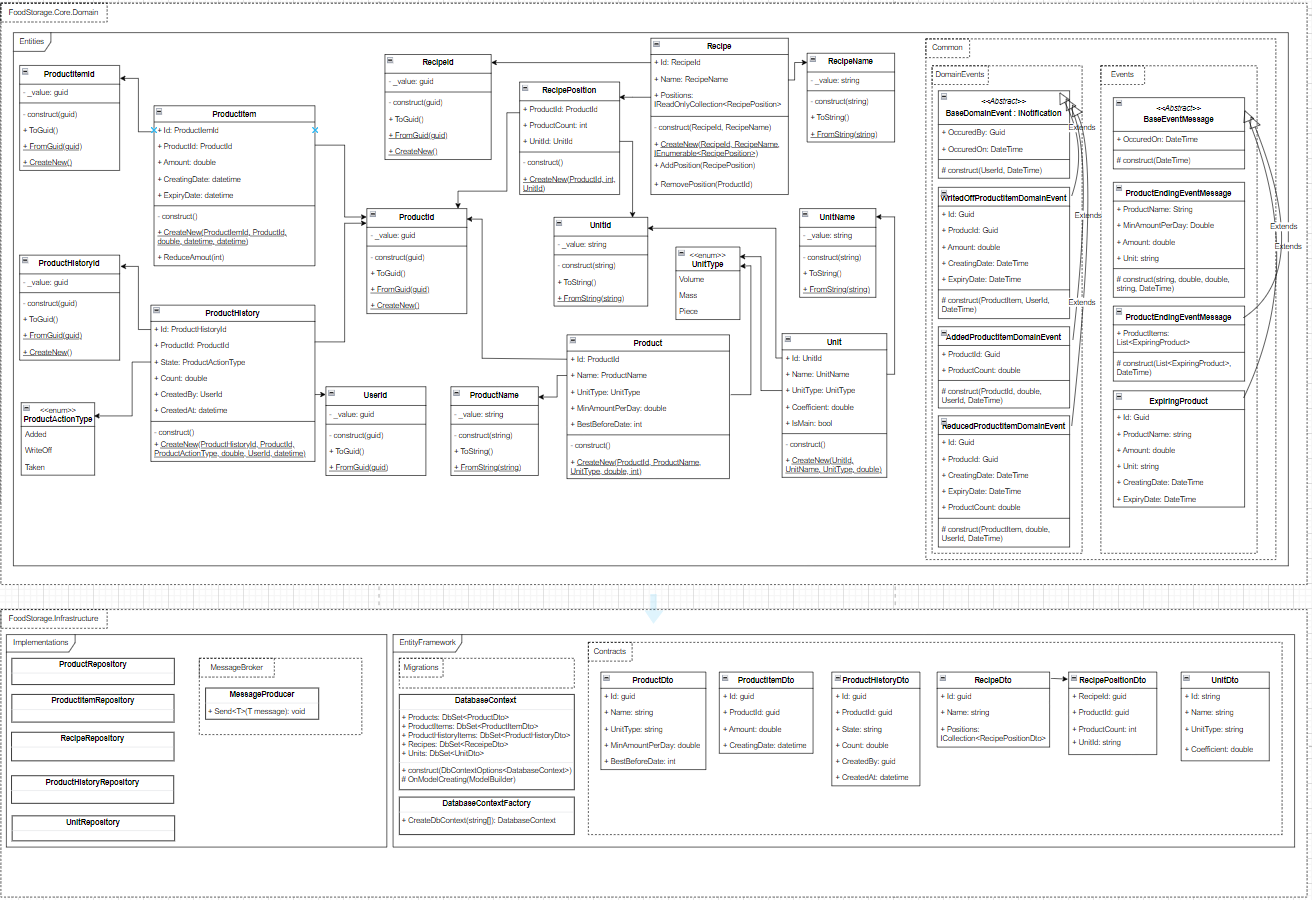 FoodStorage.Core.Domain
Entities
ProductItemId
- _value: guid
- construct(guid)
+ ToGuid()
+ FromGuid(guid)
+ CreateNew()
ProductItem
+ Id: ProductIemId
+ ProductId: ProductId
+ Amount: double
+ CreatingDate: datetime
+ ExpiryDate: datetime
- construct()
+ CreateNew(ProductIemId, ProductId,
double, datetime, datetime)
+ ReduceAmout(int)
ProductHistoryId
- _value: guid
- construct(guid)
+ ToGuid()
+ FromGuid(guid)
+ CreateNew()
ProductHistory
+ Id: ProductHistoryId
+ ProductId: ProductId
+ State: ProductActionType
+ Count: double
+ CreatedBy: UserId
+ CreatedAt: datetime
- construct()
+ CreateNew(ProductHistoryId, ProductId,
ProductActionType, double, UserId, datetime)
<<enum>>
ProductActionType
Added
WriteOff
Taken
RecipeId
- _value: guid
- construct(guid)
+ ToGuid()
+ FromGuid(guid)
+ CreateNew()
RecipePosition
+ ProductId: ProductId
+ ProductCount: int
+ UnitId: UnitId
- construct()
+ CreateNew(ProductId, int,
UnitId)
Recipe
+ Id: RecipeId
+ Name: RecipeName
+ Positions:
IReadOnlyCollection<RecipePosition>
- construct(RecipeId, RecipeName)
+ CreateNew(RecipeId, RecipeName,
IEnumerable<RecipePosition>)
+ AddPosition(RecipePosition)
+ RemovePosition(ProductId)
RecipeName
- _value: string
- construct(string)
+ ToString()
+ FromString(string)
ProductId
- _value: guid
- construct(guid)
+ ToGuid()
+ FromGuid(guid)
+ CreateNew()
UnitId
- _value: string
- construct(string)
+ ToString()
+ FromString(string)
<<enum>>
UnitType
Volume
Mass
Piece
UnitName
- _value: string
- construct(string)
+ ToString()
+ FromString(string)
UserId
- _value: guid
- construct(guid)
+ ToGuid()
+ FromGuid(guid)
ProductName
- _value: string
- construct(string)
+ ToString()
+ FromString(string)
Product
+ Id: ProductId
+ Name: ProductName
+ UnitType: UnitType
+ MinAmountPerDay: double
+ BestBeforeDate: int
- construct()
+ CreateNew(ProductId, ProductName,
UnitType, double, int)
Unit
+ Id: UnitId
+ Name: UnitName
+ UnitType: UnitType
+ Coefficient: double
+ IsMain: bool
- construct()
+ CreateNew(UnitId,
UnitName, UnitType, double)
Common
DomainEvents
<<Abstract>>
BaseDomainEvent : INotification
+ OccuredBy: Guid
+ OccuredOn: DateTime
# construct(UserId, DateTime)
Extends
WritedOffProductItemDomainEvent
+ Id: Guid
+ ProducId: Guid
+ Amount: double
+ CreatingDate: DateTime
+ ExpiryDate: DateTime
# construct(ProductItem, UserId,
DateTime)
Extends
AddedProductItemDomainEvent
+ ProductId: Guid
+ ProductCount: double
# construct(ProductId, double,
UserId, DateTime)
Extends
ReducedProductItemDomainEvent
+ Id: Guid
+ ProducId: Guid
+ CreatingDate: DateTime
+ ExpiryDate: DateTime
+ ProductCount: double
# construct(ProductItem, double,
UserId, DateTime)
Events
<<Abstract>>
BaseEventMessage
+ OccuredOn: DateTime
# construct(DateTime)
ProductEndingEventMessage
+ ProductName: String
+ MinAmountPerDay: Double
+ Amount: double
+ Unit: string
# construct(string, double, double,
string, DateTime)
Extends
Extends
ProductEndingEventMessage
+ ProductItems:
List<ExpiringProduct>
# construct(List<ExpiringProduct>,
DateTime)
ExpiringProduct
+ Id: Guid
+ ProductName: string
+ Amount: double
+ Unit: string
+ CreatingDate: DateTime
+ ExpiryDate: DateTime
FoodStorage.Infrastructure
Implementations
ProductRepository
ProductItemRepository
RecipeRepository
ProductHistoryRepository
UnitRepository
MessageBroker
MessageProducer
+ Send<T>(T message): void
EntityFramework
Migrations
DatabaseContext
+ Products: DbSet<ProductDto>
+ ProductItems: DbSet<ProductItemDto>
+ ProductHistoryItems: DbSet<ProductHistoryDto>
+ Recipes: DbSet<ReceipeDto>
+ Units: DbSet<UnitDto>
+ construct(DbContextOptions<DatabaseContext>)
# OnModelCreating(ModelBuilder)
DatabaseContextFactory
+ CreateDbContext(string[]): DatabaseContext
Contracts
ProductDto
+ Id: guid
+ Name: string
+ UnitType: string
+ MinAmountPerDay: double
+ BestBeforeDate: int
ProductItemDto
+ Id: guid
+ ProductId: guid
+ Amount: double
+ CreatingDate: datetime
ProductHistoryDto
+ Id: guid
+ ProductId: guid
+ State: string
+ Count: double
+ CreatedBy: guid
+ CreatedAt: datetime
RecipeDto
+ Id: guid
+ Name: string
+ Positions:
ICollection<RecipePositionDto>
RecipePositionDto
+ RecipeId: guid
+ ProductId: guid
+ ProductCount: int
+ UnitId: string
UnitDto
+ Id: string
+ Name: string
+ UnitType: string
+ Coefficient: double